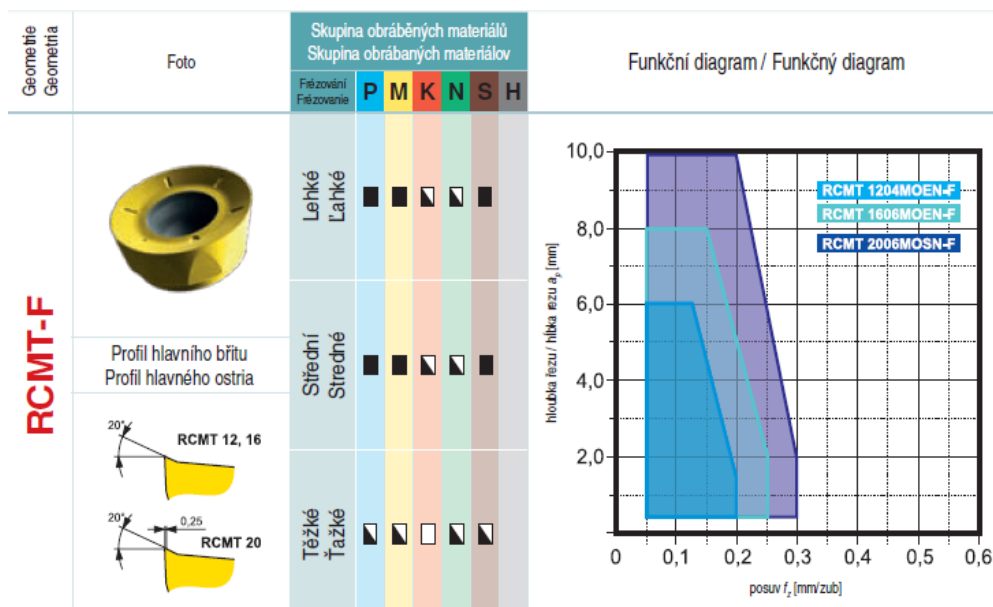 Geometrie
Geometria
Foto
Skupina obráběných materiálů
Skupina obrábaných materiálov
Frézování
Frézovanie
P M K N S H
Funkční diagram / Funkčný diagram
RCMT-F
Profil hlavního břitu
Profil hlavného ostria
20°
RCMT 12, 16
20°
0,25
RCMT 20
Lehké
Ľahké
Střední
Stredné
Těžké
Ťažké
hloubka řezu / hĺbka rezu ap [mm]
10,0
8,0
6,0
4,0
2,0
RCMT 1204MOEN-F
RCMT 1606MOEN-F
RCMT 2006MOSN-F
0 0,1 0,2 0,3 0,4 0,5 0,6
posuv fz [mm/zub]